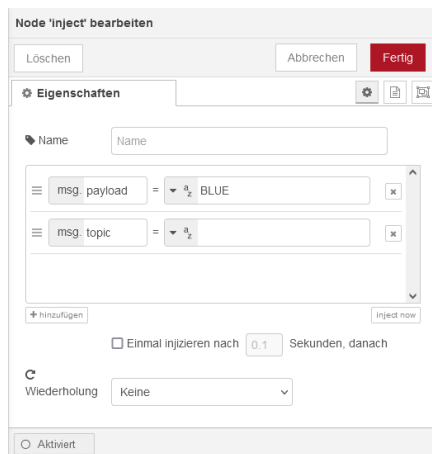 Node 'inject' bearbeiten
Löschen Abbrechen Fertig
Eigenschaften
Name Name
msg. payload = a z BLUE
msg. topic = a z
hinzufügen inject now
Einmal injizieren nach 0.1 Sekunden, danach
Wiederholung Keine
Aktiviert